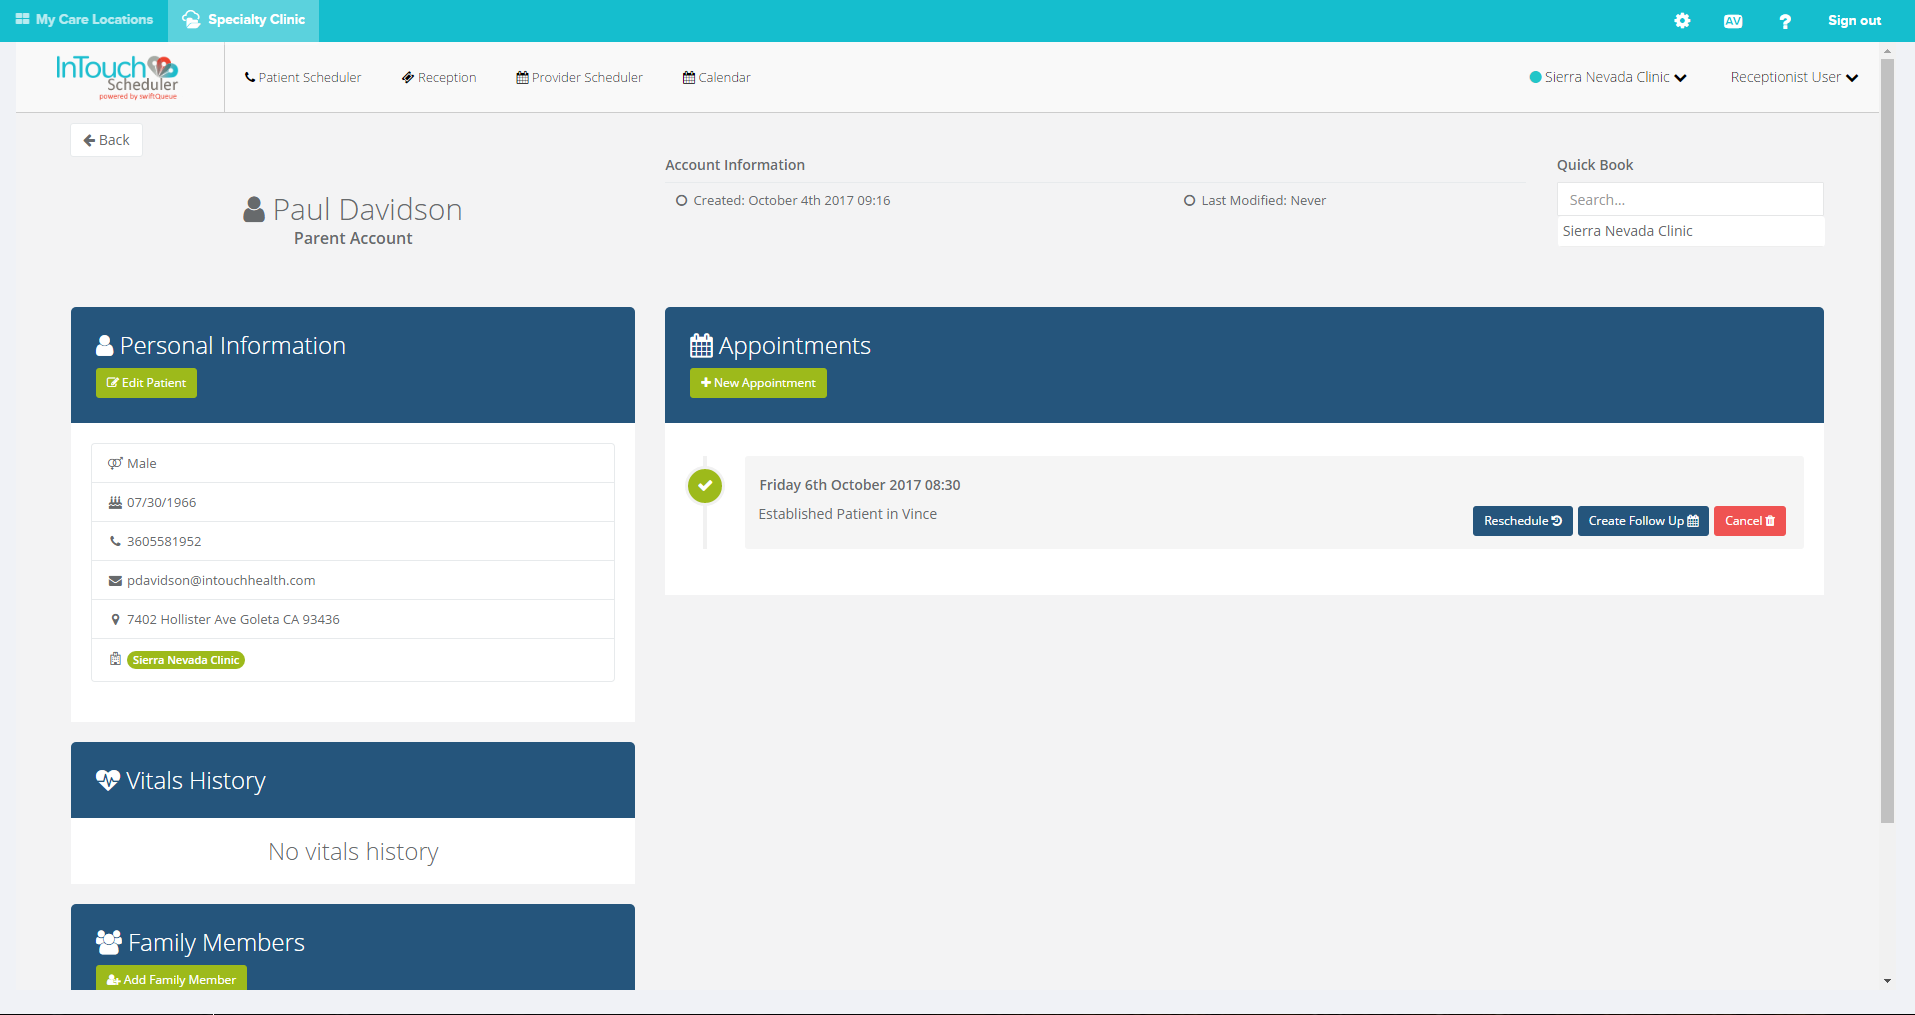 My Care Locations
Specialty Clinic
AV
?
Sign out
InTouch
Scheduler
powered by swiftQueue
Patient Scheduler
Reception
Provider Scheduler
Calendar
Sierra Nevada Clinic
Receptionist User
Back
Paul Davidson
Parent Account
Account Information
Created: October 4th 2017 09:16
Last Modified: Never
Quick Book
Search...
Sierra Nevada Clinic
Personal Information
Edit Patient
Male
07/30/1966
3605581952
pdavidson@intouchhealth.com
7402 Hollister Ave Goleta CA 93436
Sierra Nevada Clinic
Appointments
New Appointment
Friday 6th October 2017 08:30
Established Patient in Vince
Reschedule
Create Follow Up
Cancel
Vitals History
No vitals history
Family Members
Add Family Member